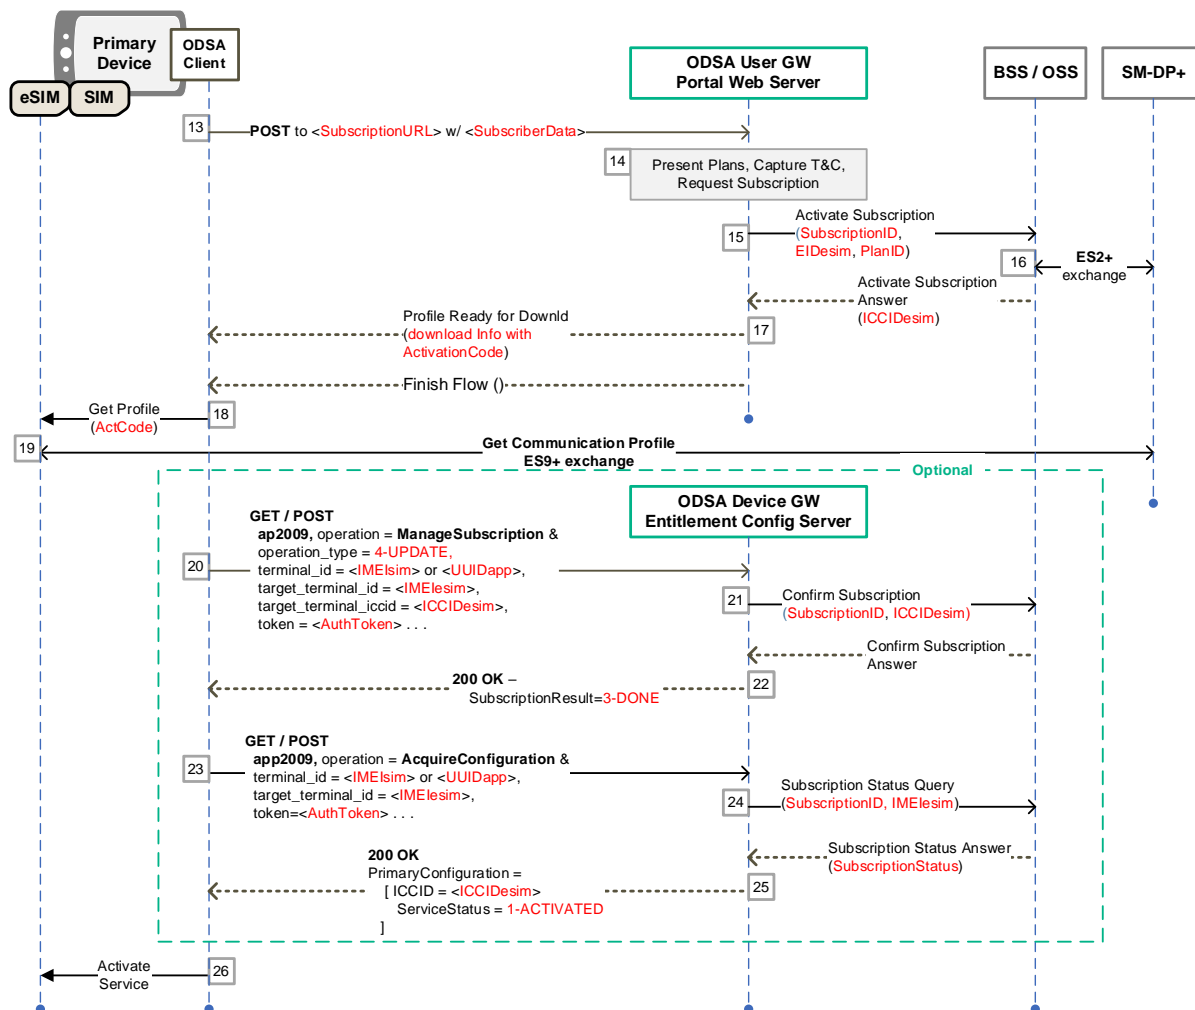 Primary
Device
ODSA
Client
eSIM
SIM
ODSA User GW
Portal Web Server
BSS / OSS
SM-DP+
13
POST to <SubscriptionURL> w/ <SubscriberData>
14
Present Plans, Capture T&C,
Request Subscription
15
Activate Subscription
(SubscriptionID,
EIDesim, PlanID)
16
ES2+
exchange
Activate Subscription
Answer
(ICCIDesim)
17
Profile Ready for Downld
(download Info with
ActivationCode)
Finish Flow ()
18
Get Profile
(ActCode)
19
Get Communication Profile
ES9+ exchange
Optional
ODSA Device GW
Entitlement Config Server
20
GET / POST
ap2009, operation = ManageSubscription &
operation_type = 4-UPDATE,
terminal_id = <IMEIsim> or <UUIDapp>,
target_terminal_id = <IMEIesim>,
target_terminal_iccid = <ICCIDesim>,
token = <AuthToken> . . .
21
Confirm Subscription
(SubscriptionID, ICCIDesim)
Confirm Subscription
Answer
22
200 OK –
SubscriptionResult=3-DONE
23
GET / POST
app2009, operation = AcquireConfiguration &
terminal_id = <IMEIsim> or <UUIDapp>,
target_terminal_id = <IMEIesim>,
token=<AuthToken> . . .
24
Subscription Status Query
(SubscriptionID, IMEIesim)
Subscription Status Answer
(SubscriptionStatus)
25
200 OK
PrimaryConfiguration =
[ ICCID = <ICCIDesim>
ServiceStatus = 1-ACTIVATED
]
26
Activate
Service